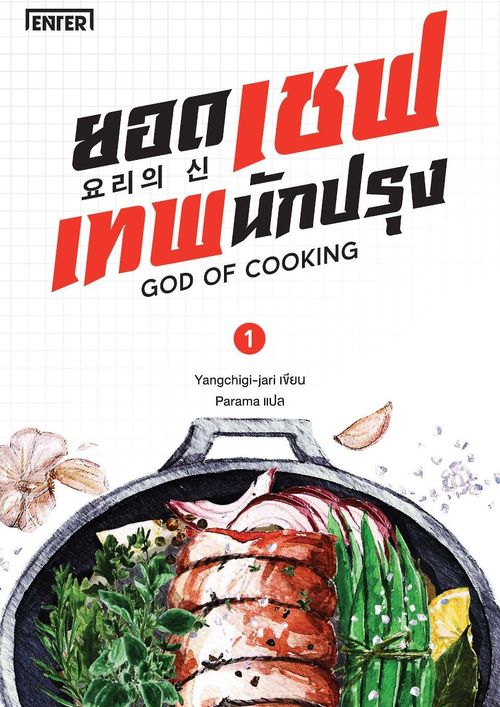 ENTER
ยอดเชฟ
요리의 신
เทพนักปรุง
GOD OF COOKING
1
Yangchigi-jari เขียน
Parama แปล